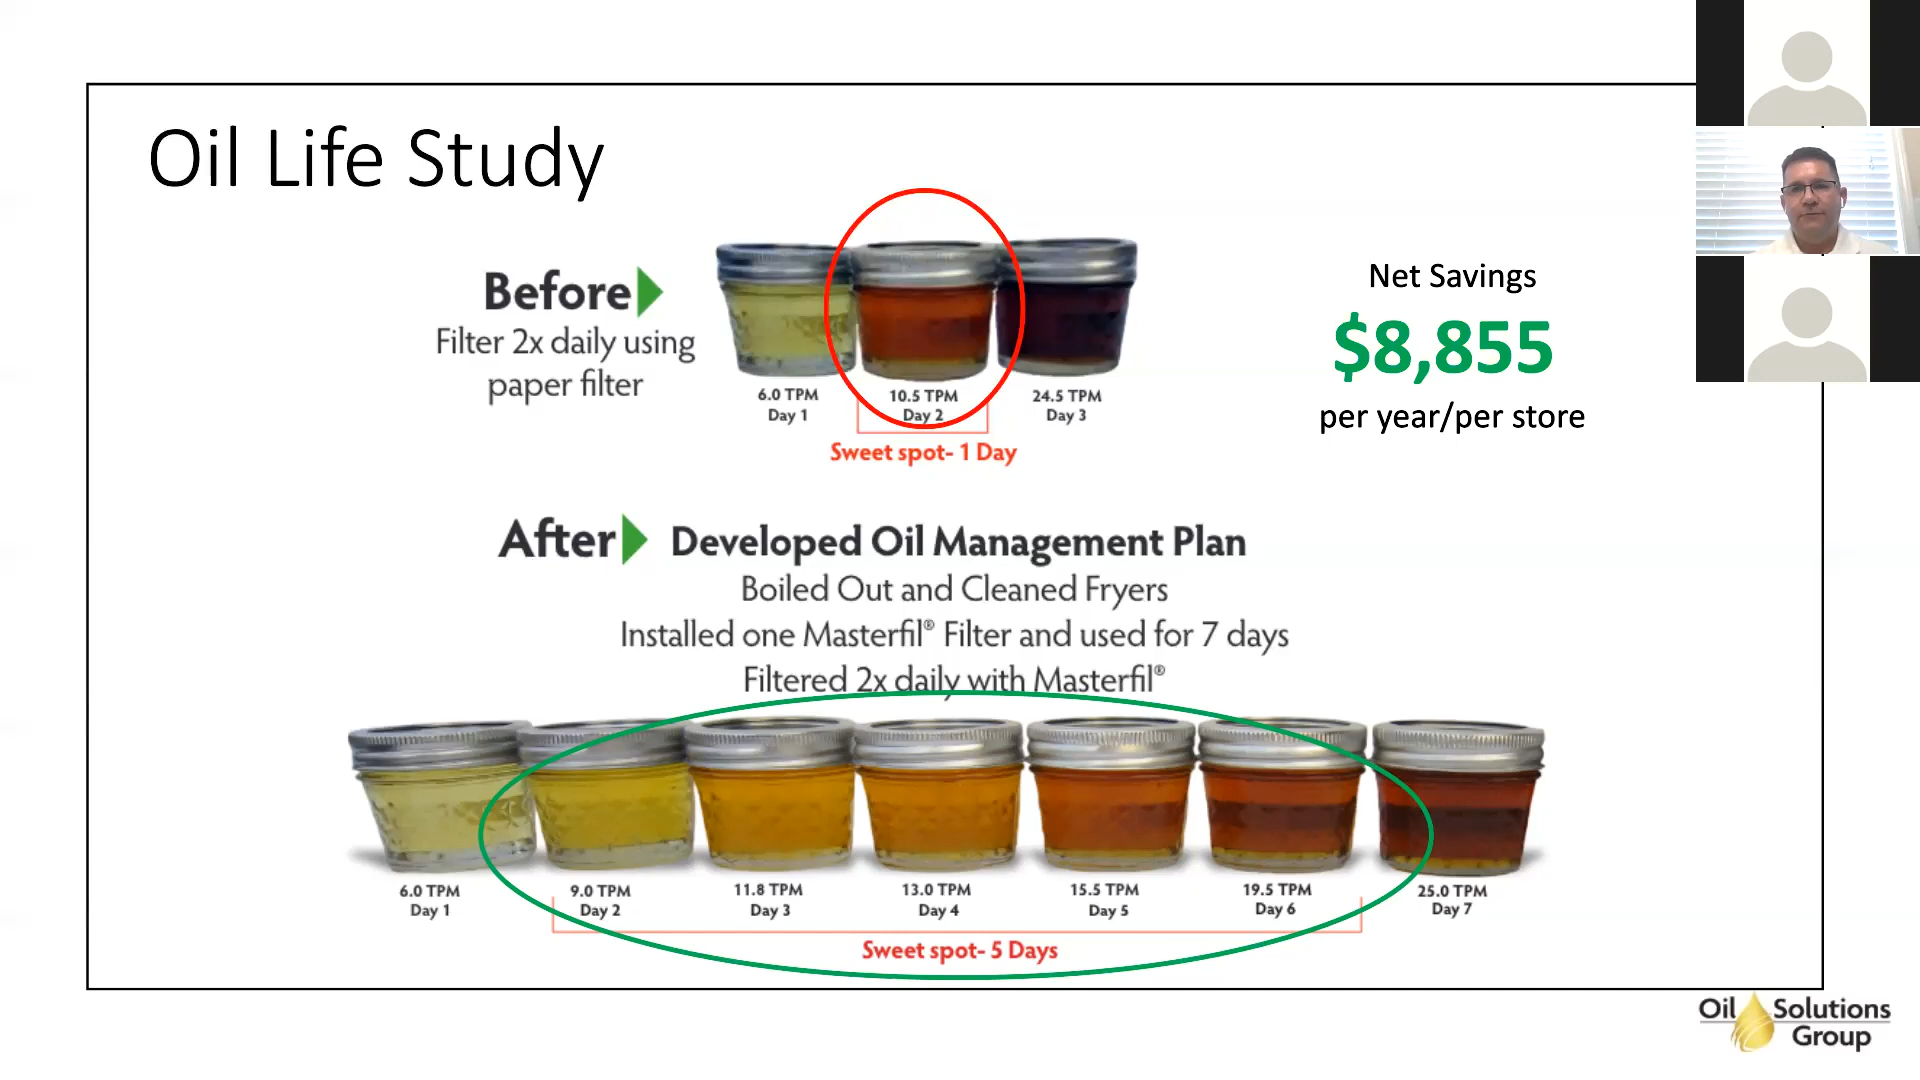 Oil Life Study
Before
Filter 2x daily using
paper filter
6.0 TPM
Day 1
10.5 TPM
Day 2
24.5 TPM
Day 3
Sweet spot- 1 Day
Net Savings
$8,855
per year/per store
After
Developed Oil Management Plan
Boiled Out and Cleaned Fryers
Installed one Masterfil® Filter and used for 7 days
Filtered 2x daily with Masterfil®
6.0 TPM
Day 1
9.0 TPM
Day 2
11.8 TPM
Day 3
13.0 TPM
Day 4
15.5 TPM
Day 5
19.5 TPM
Day 6
25.0 TPM
Day 7
Sweet spot- 5 Days
Oil Solutions
Group